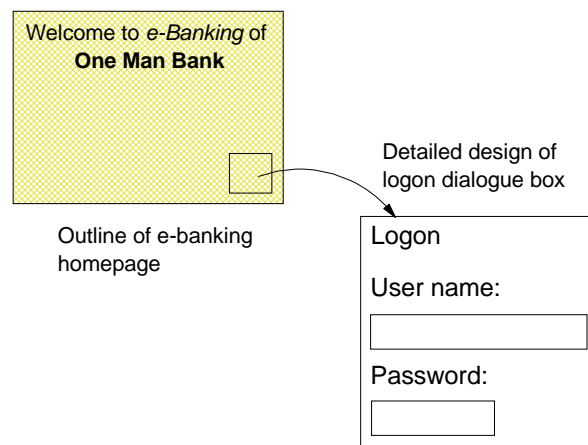 Welcome to e-Banking of
One Man Bank
Detailed design of
logon dialogue box
Outline of e-banking
homepage
Logon
User name:
Password: